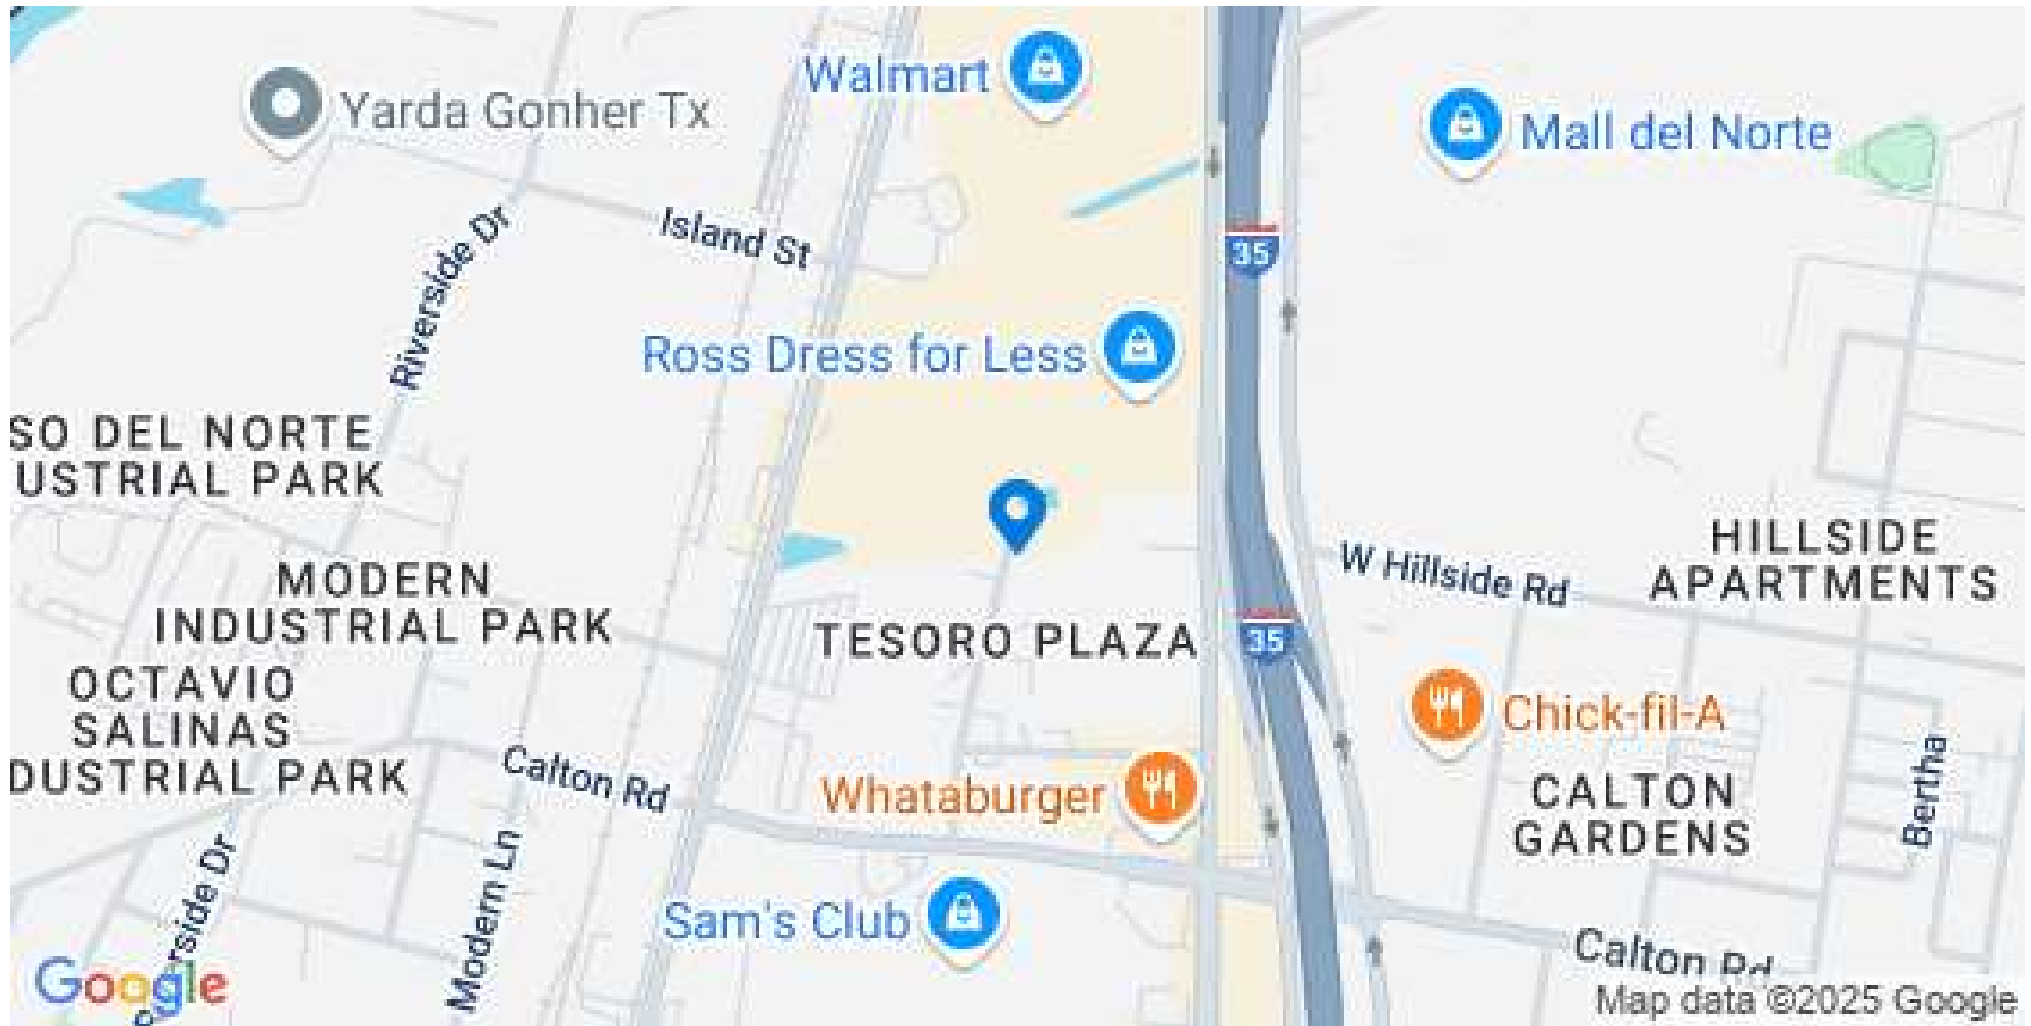 Walmart
Yarda Gonher Tx
Mall del Norte
Island St
Riverside Dr
35
Ross Dress for Less
SO DEL NORTE
USTRIAL PARK
HILLSIDE
APARTMENTS
W Hillside Rd
MODERN
INDUSTRIAL PARK
TESORO PLAZA
35
OCTAVIO
SALINAS
DUSTRIAL PARK
Chick-fil-A
Calton Rd
Whataburger
CALTON
GARDENS
Bertha
rside Dr
Modern Ln
Sam's Club
Calton Rd
Google
Map data ©2025 Google